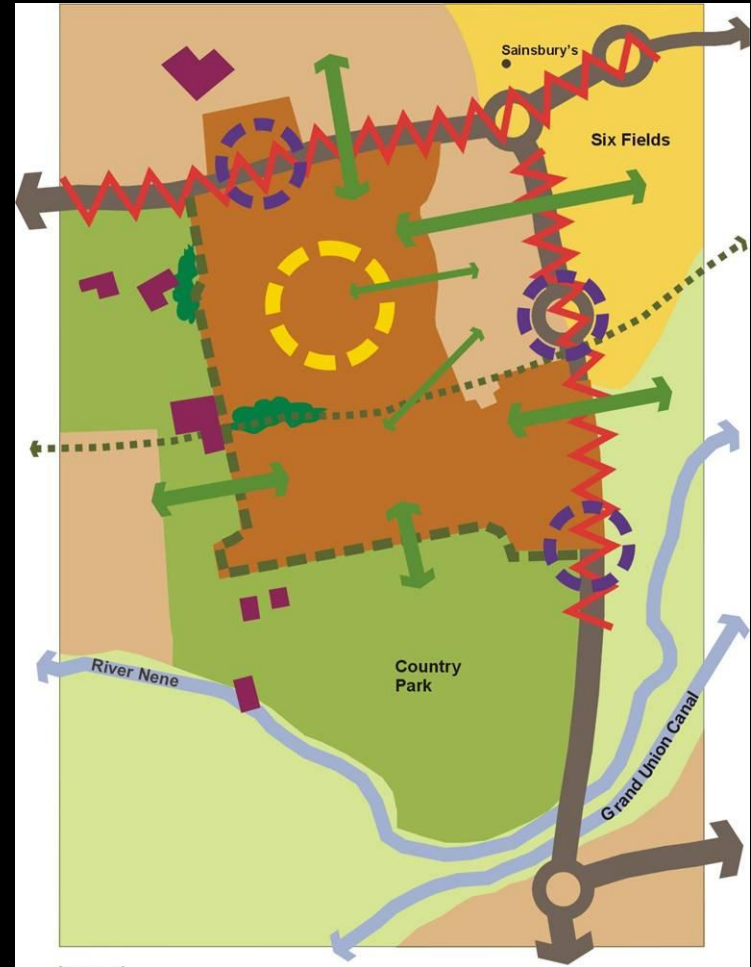 Sainsbury's
Six Fields
Country
Park
River Nene
Grand Union Canal